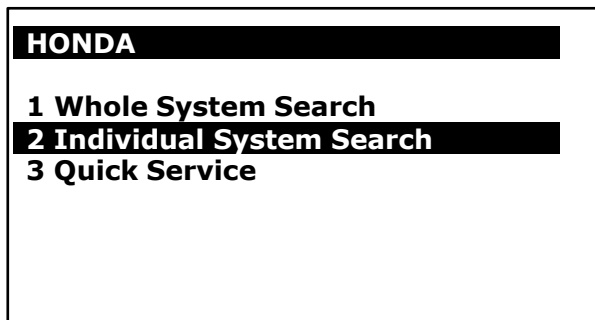 HONDA
1 Whole System Search
2 Individual System Search
3 Quick Service